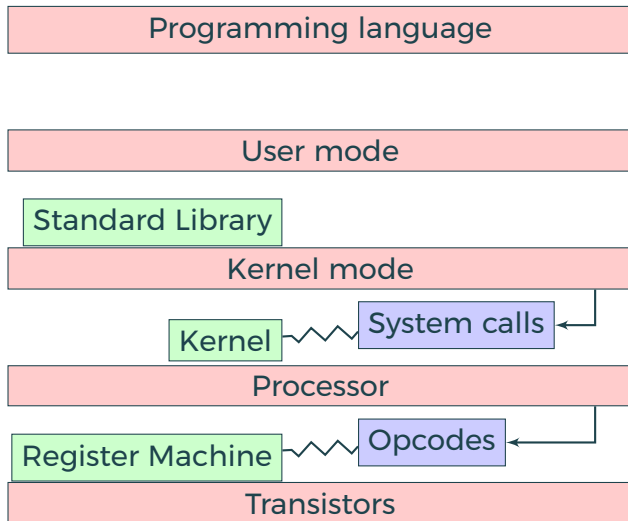 Programming language
User mode
Standard Library
Kernel mode
System calls
Kernel
Processor
Opcodes
Register Machine
Transistors